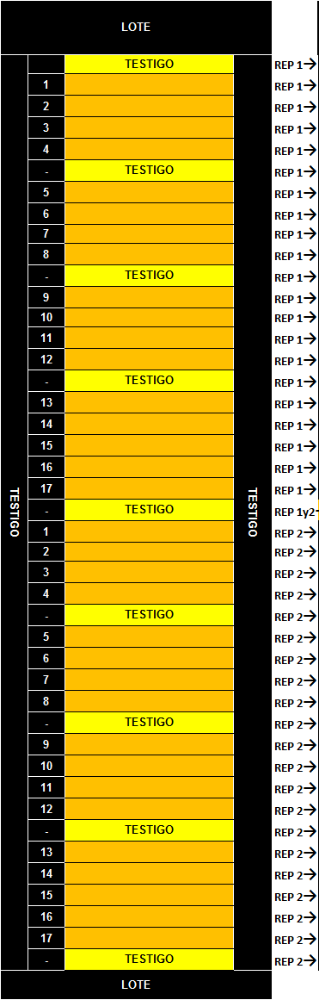 LOTE
TESTIGO REP 1→
1 REP 1→
2 REP 1→
3 REP 1→
4 REP 1→
- TESTIGO REP 1→
5 REP 1→
6 REP 1→
7 REP 1→
8 REP 1→
- TESTIGO REP 1→
9 REP 1→
10 REP 1→
11 REP 1→
12 REP 1→
- TESTIGO REP 1→
13 REP 1→
14 REP 1→
15 REP 1→
16 REP 1→
17 REP 1→
TESTIGO
- TESTIGO REP 1y2-
TESTIGO
1 REP 2→
2 REP 2→
3 REP 2→
4 REP 2→
- TESTIGO REP 2→
5 REP 2→
6 REP 2→
7 REP 2→
8 REP 2→
- TESTIGO REP 2→
9 REP 2→
10 REP 2→
11 REP 2→
12 REP 2→
- TESTIGO REP 2→
13 REP 2→
14 REP 2→
15 REP 2→
16 REP 2→
17 REP 2→
- TESTIGO REP 2→
LOTE